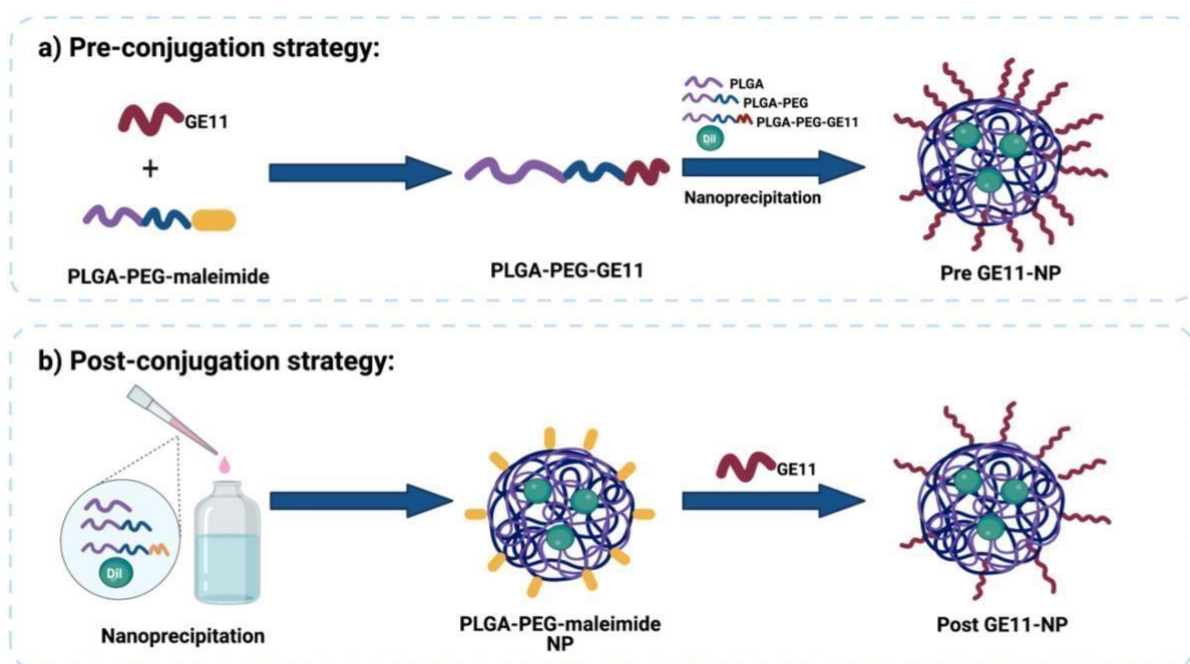 a) Pre-conjugation strategy:
GE11
+
PLGA-PEG-maleimide
PLGA-PEG-GE11
PLGA
PLGA-PEG
PLGA-PEG-GE11
DiI
Nanoprecipitation
Pre GE11-NP
b) Post-conjugation strategy:
DiI
Nanoprecipitation
PLGA-PEG-maleimide
NP
GE11
Post GE11-NP